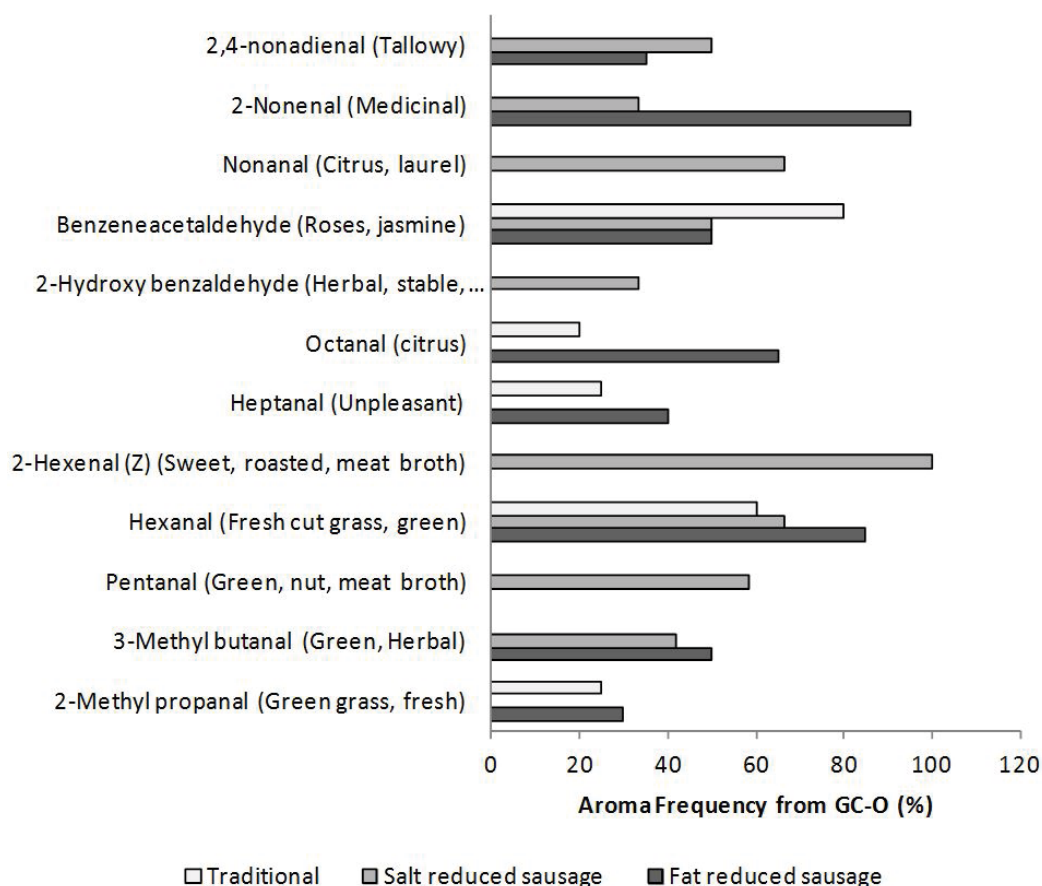 2,4-nonadienal (Tallowy)
2-Nonenal (Medicinal)
Nonanal (Citrus, laurel)
Benzeneacetaldehyde (Roses, jasmine)
2-Hydroxy benzaldehyde (Herbal, stable,...
Octanal (citrus)
Heptanal (Unpleasant)
2-Hexenal (Z) (Sweet, roasted, meat broth)
Hexanal (Fresh cut grass, green)
Pentanal (Green, nut, meat broth)
3-Methyl butanal (Green, Herbal)
2-Methyl propanal (Green grass, fresh)
0 20 40 60 80 100 120
Aroma Frequency from GC-O (%)
Traditional Salt reduced sausage Fat reduced sausage